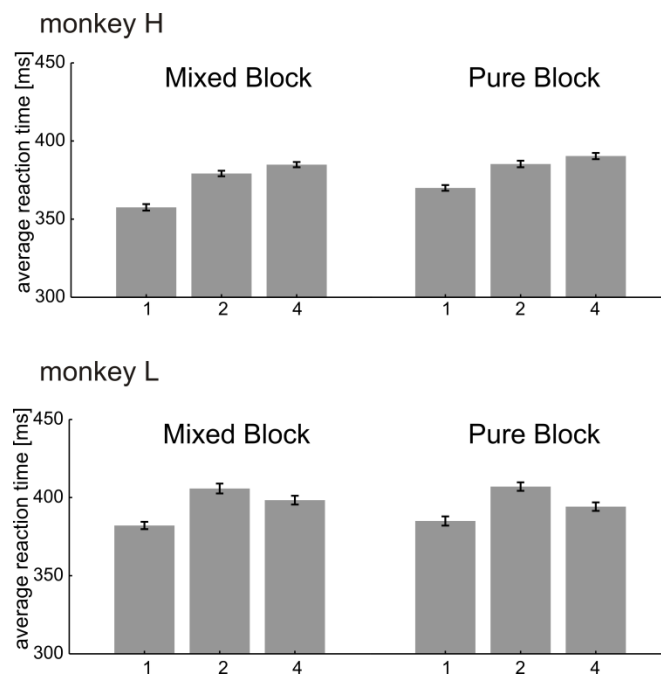 monkey H
average reaction time [ms]
450
400
350
300
Mixed Block
Pure Block
1 2 4 1 2 4
monkey L
average reaction time [ms]
450
400
350
300
Mixed Block
Pure Block
1 2 4 1 2 4